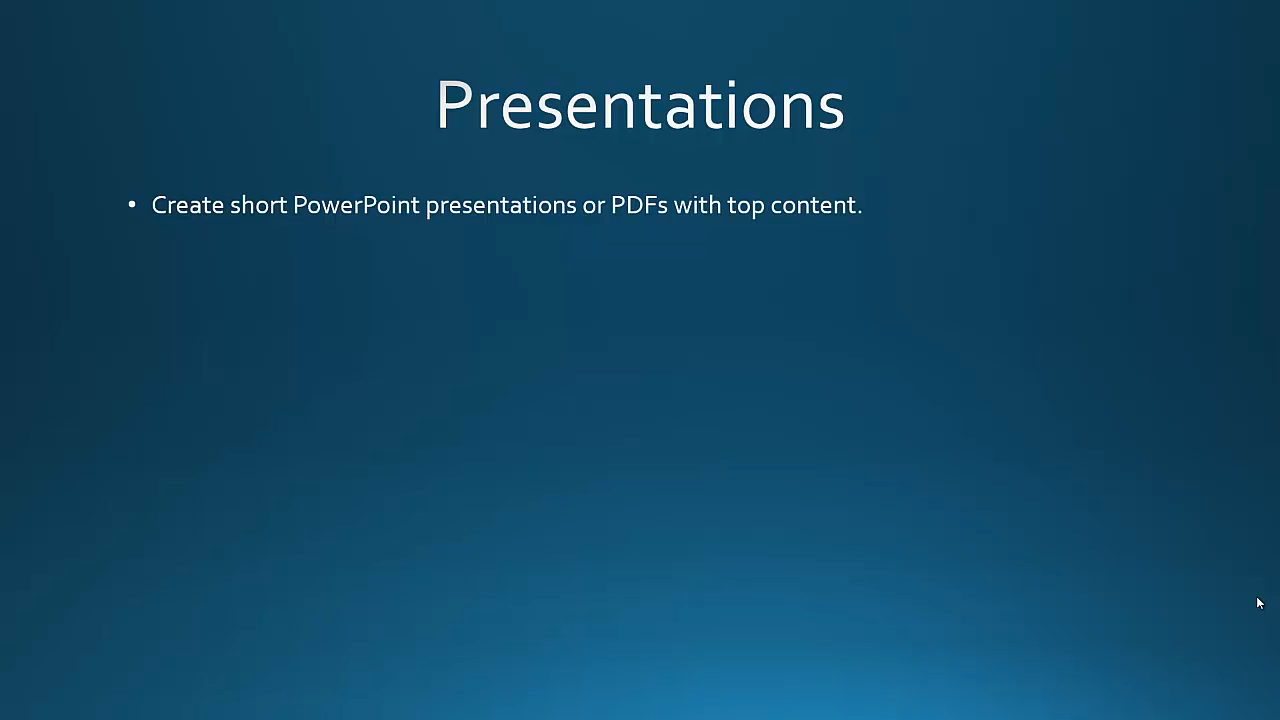 Presentations
• Create short PowerPoint presentations or PDFs with top content.